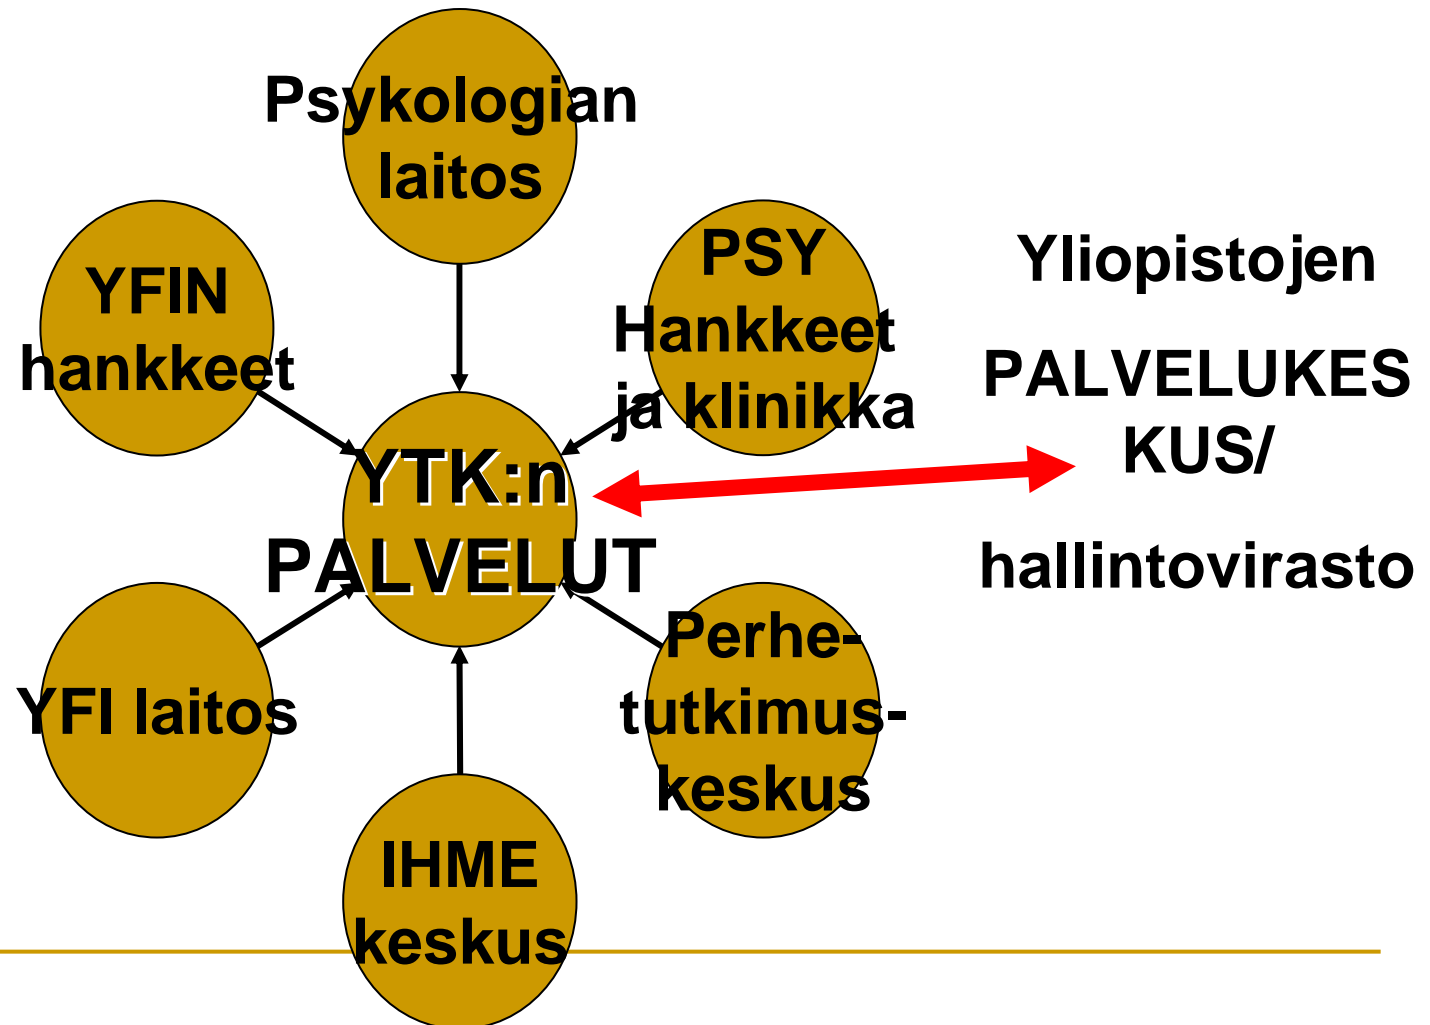 Psykologian
laitos
YFIN
hankkeet
PSY
Hankkeet
ja klinikka
YTK:n
PALVELUT
YFI laitos
Perhe-
tutkimus-
keskus
IHME
keskus
Yliopistojen
PALVELUKES
KUS/
hallintovirasto